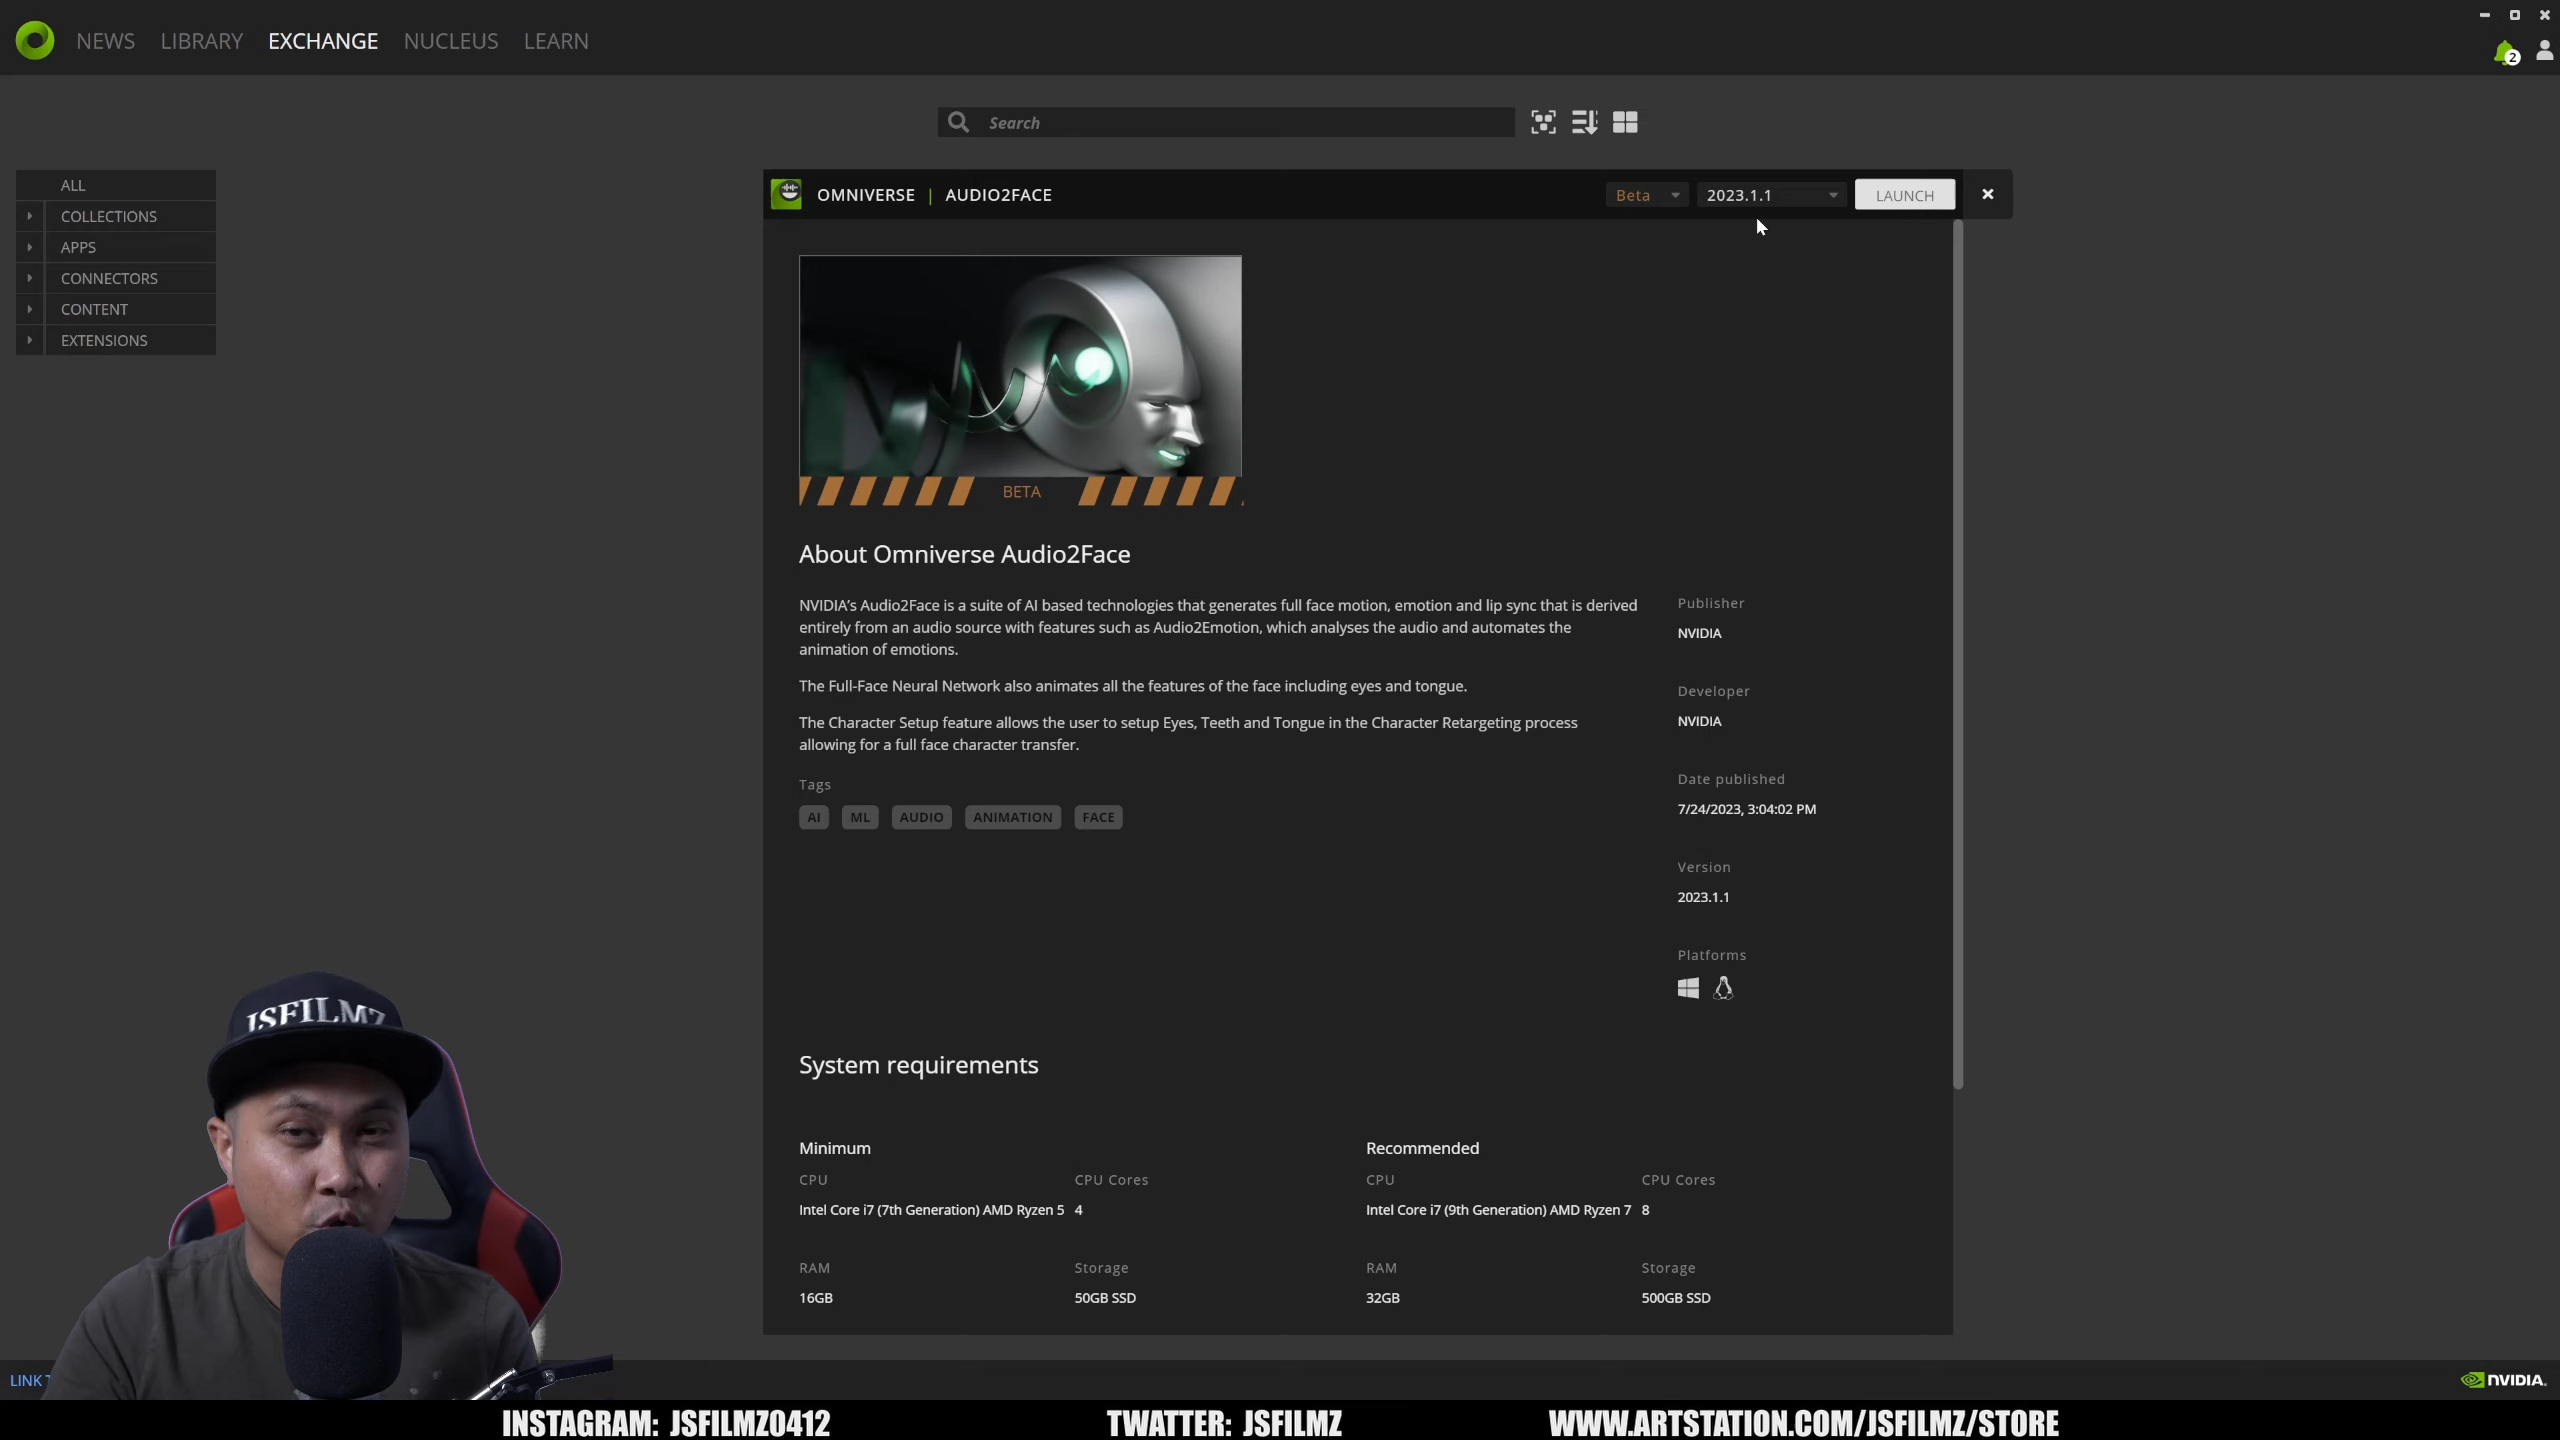 NEWS LIBRARY EXCHANGE NUCLEUS LEARN
2
Search
ALL
COLLECTIONS
APPS
CONNECTORS
CONTENT
EXTENSIONS
OMNIVERSE | AUDIO2FACE Beta 2023.1.1 LAUNCH
BETA
About Omniverse Audio2Face
NVIDIA's Audio2Face is a suite of AI based technologies that generates full face motion, emotion and lip sync that is derived
entirely from an audio source with features such as Audio2Emotion, which analyses the audio and automates the
animation of emotions.
The Full-Face Neural Network also animates all the features of the face including eyes and tongue.
The Character Setup feature allows the user to setup Eyes, Teeth and Tongue in the Character Retargeting process
allowing for a full face character transfer.
Tags
AI ML AUDIO ANIMATION FACE
Publisher
NVIDIA
Developer
NVIDIA
Date published
7/24/2023, 3:04:02 PM
Version
2023.1.1
Platforms
System requirements
Minimum Recommended
CPU CPU Cores CPU CPU Cores
Intel Core i7 (7th Generation) AMD Ryzen 5 4 Intel Core i7 (9th Generation) AMD Ryzen 7 8
RAM Storage RAM Storage
16GB 50GB SSD 32GB 500GB SSD
JSFILMZ
LINK
NVIDIA.
INSTAGRAM: JSFILMZ0412 TWATTER: JSFILMZ WWW.ARTSTATION.COM/JSFILMZ/STORE